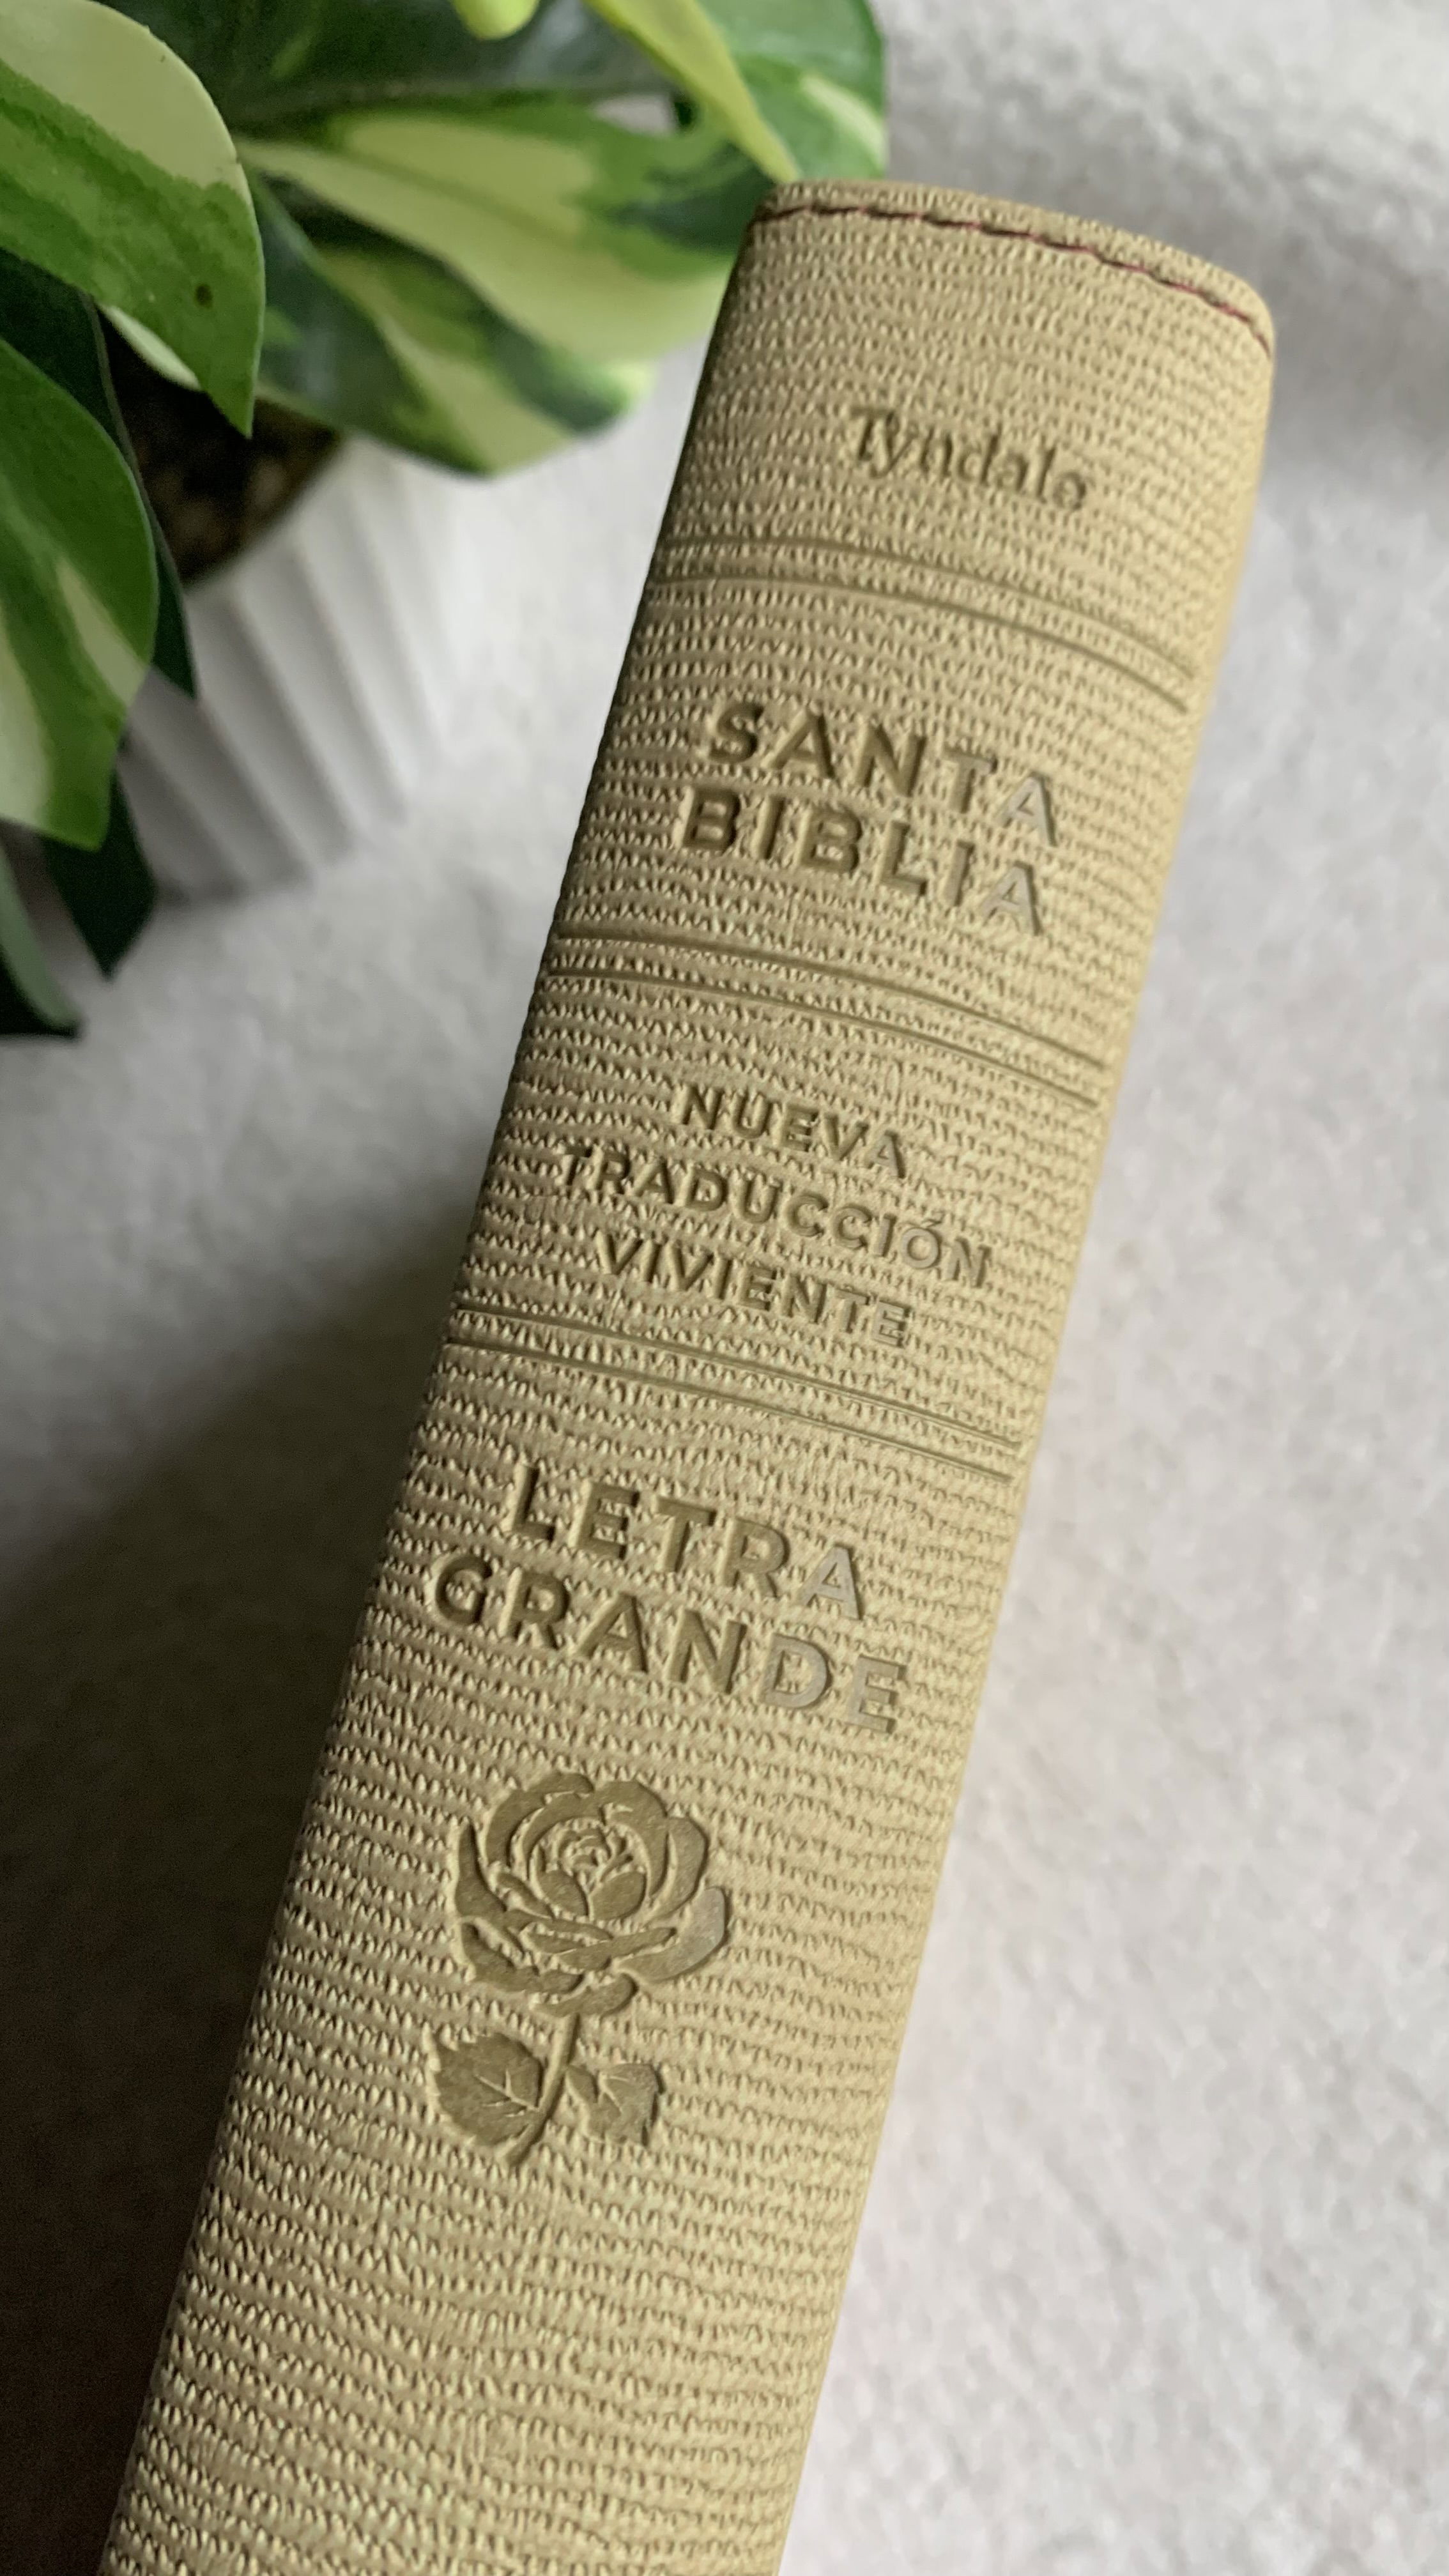 Tyndale
SANTA
BIBLIA
NUEVA
TRADUCCIÓN
VIVIENTE
LETRA
GRANDE